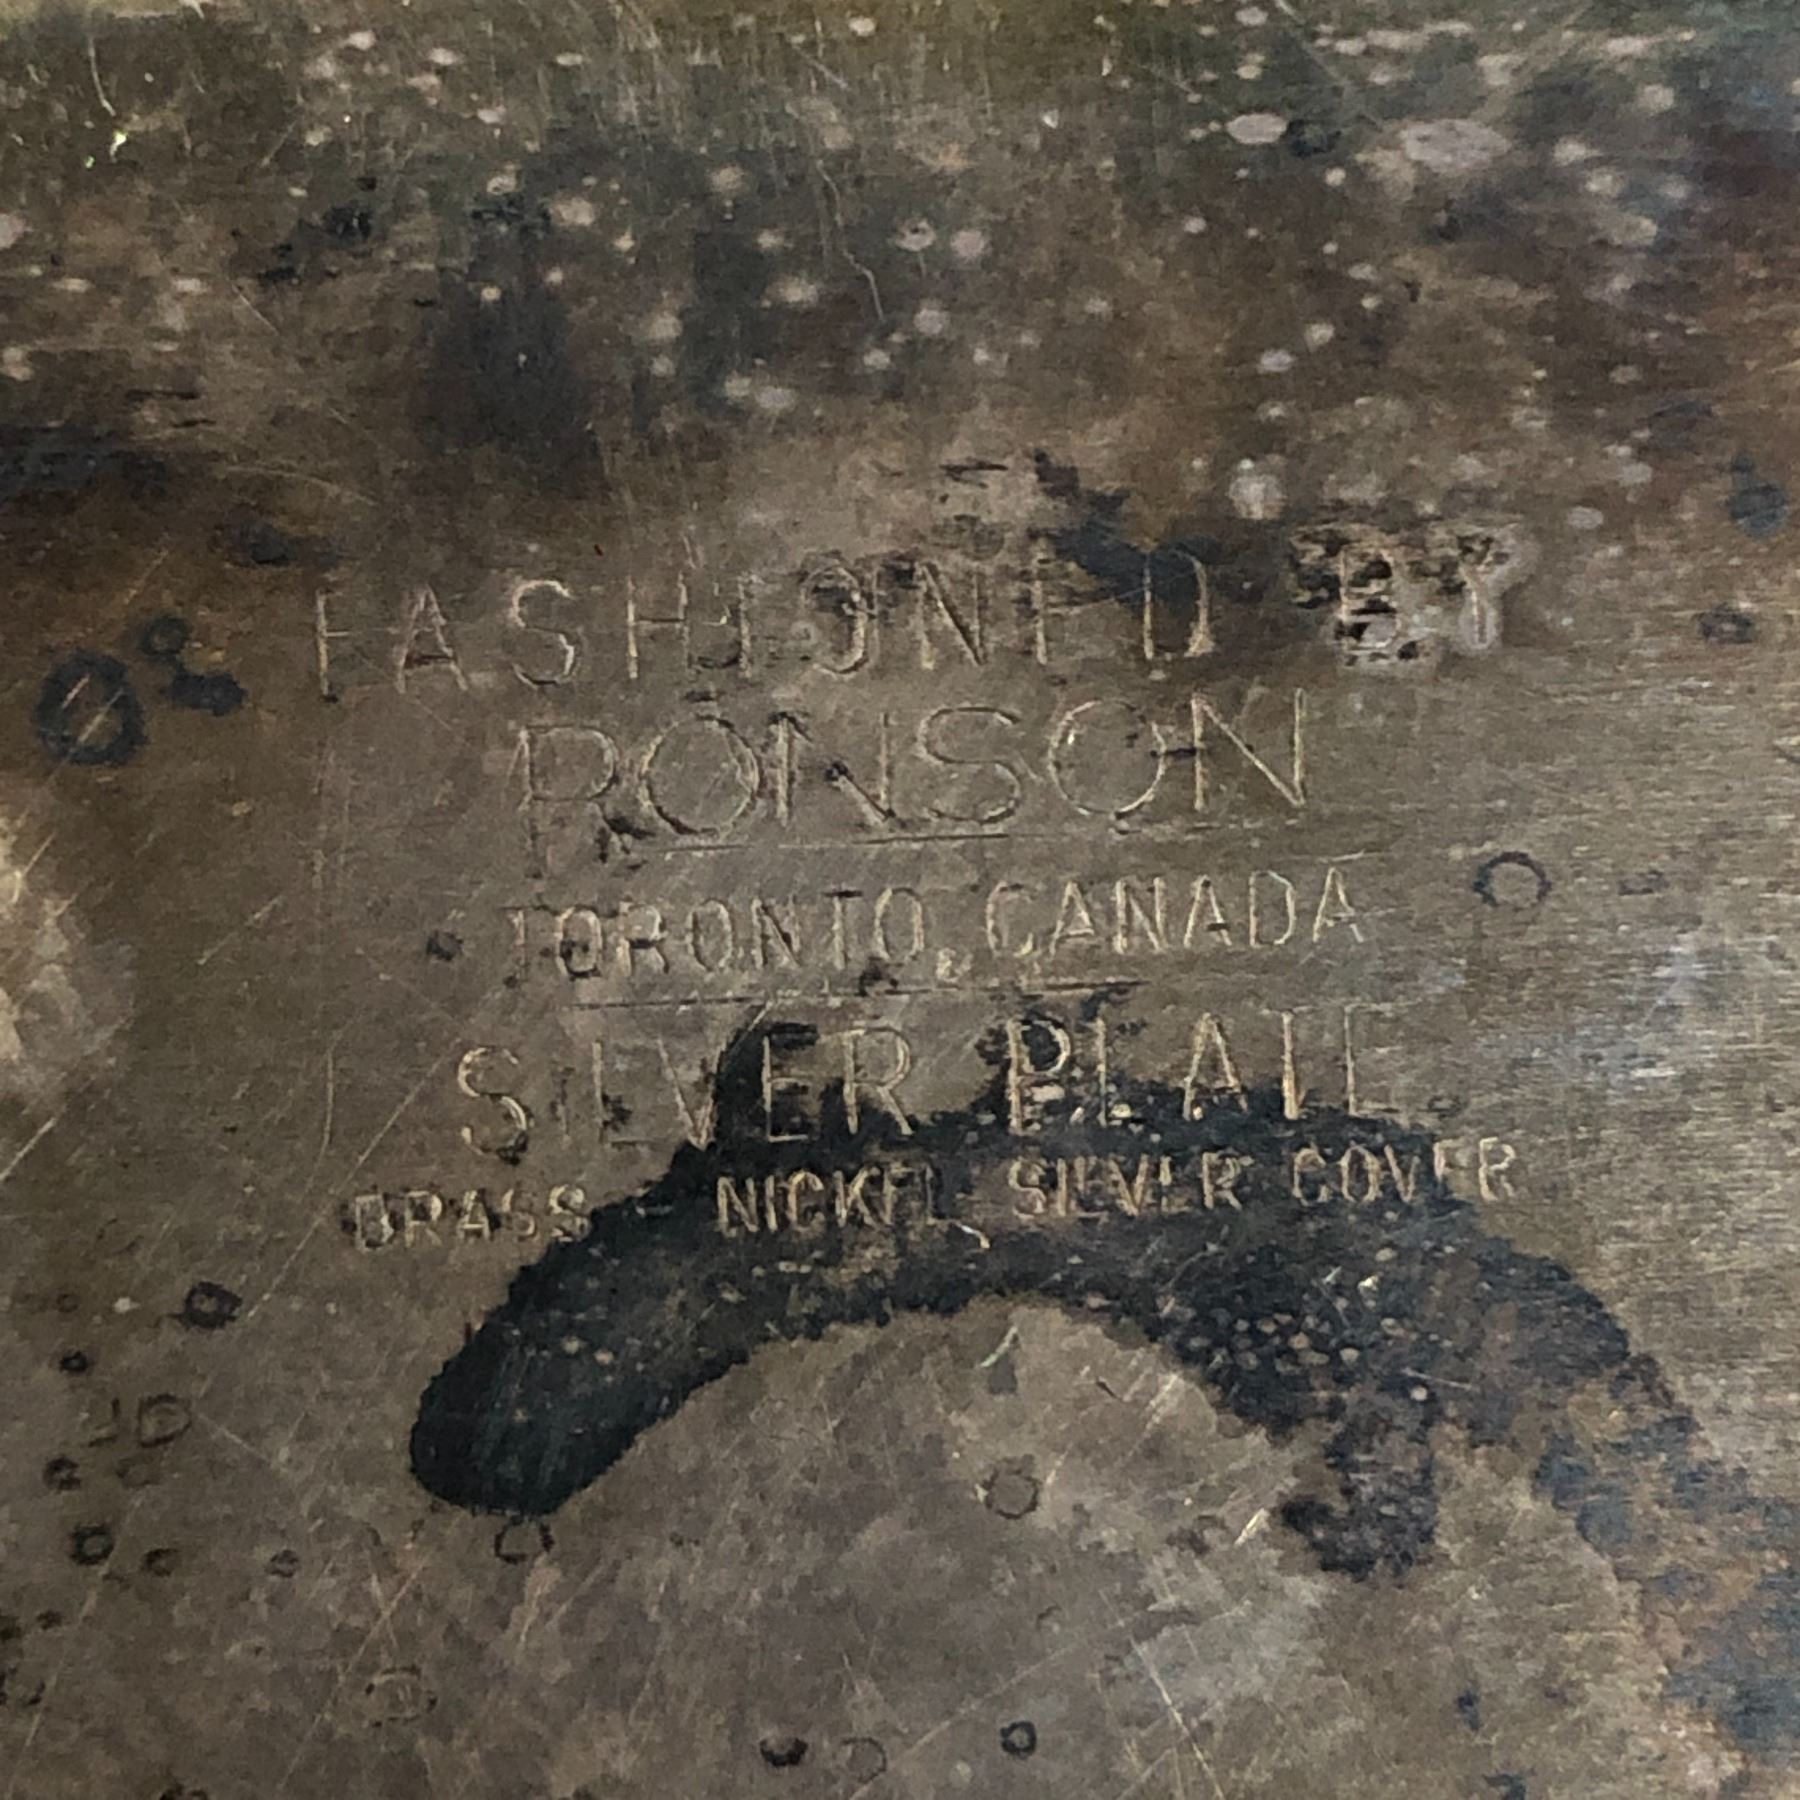 FASHIONED BY
RONSON
TORONTO, CANADA
SILVER PLATE
BRASS - NICKEL SILVER COVER